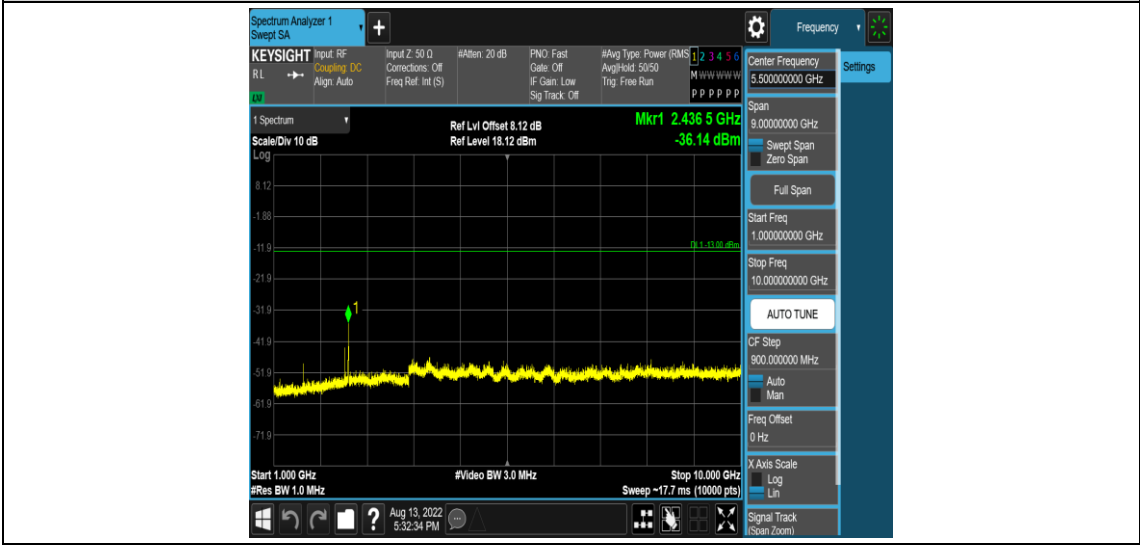 Spectrum Analyzer 1
Swept SA
+
Frequency
KEYSIGHT Input: RF Input Z: 50 Ω #Atten: 20 dB PNO: Fast #Avg Type: Power (RMS 1 2 3 4 5 6
RL Coupling: DC Corrections: Off Gate: Off Avg|Hold: 50/50 M W W W W W
Align: Auto Freq Ref: Int (S) IF Gain: Low Trig: Free Run
LNI Sig Track: Off P P P P P P
1 Spectrum
Ref Lvl Offset 8.12 dB Mkr1 2.436 5 GHz
Scale/Div 10 dB Ref Level 18.12 dBm -36.14 dBm
Log
8.12
-1.88
-11.9
DL1 -13.00 dBm
-21.9
-31.9
1
-41.9
-51.9
-61.9
-71.9
Start 1.000 GHz #Video BW 3.0 MHz Stop 10.000 GHz
#Res BW 1.0 MHz Sweep ~17.7 ms (10000 pts)
? Aug 13, 2022
5:32:34 PM
Center Frequency
5.500000000 GHz
Settings
Span
9.00000000 GHz
Swept Span
Zero Span
Full Span
Start Freq
1.000000000 GHz
Stop Freq
10.000000000 GHz
AUTO TUNE
CF Step
900.000000 MHz
Auto
Man
Freq Offset
0 Hz
X Axis Scale
Log
Lin
Signal Track
(Span Zoom)